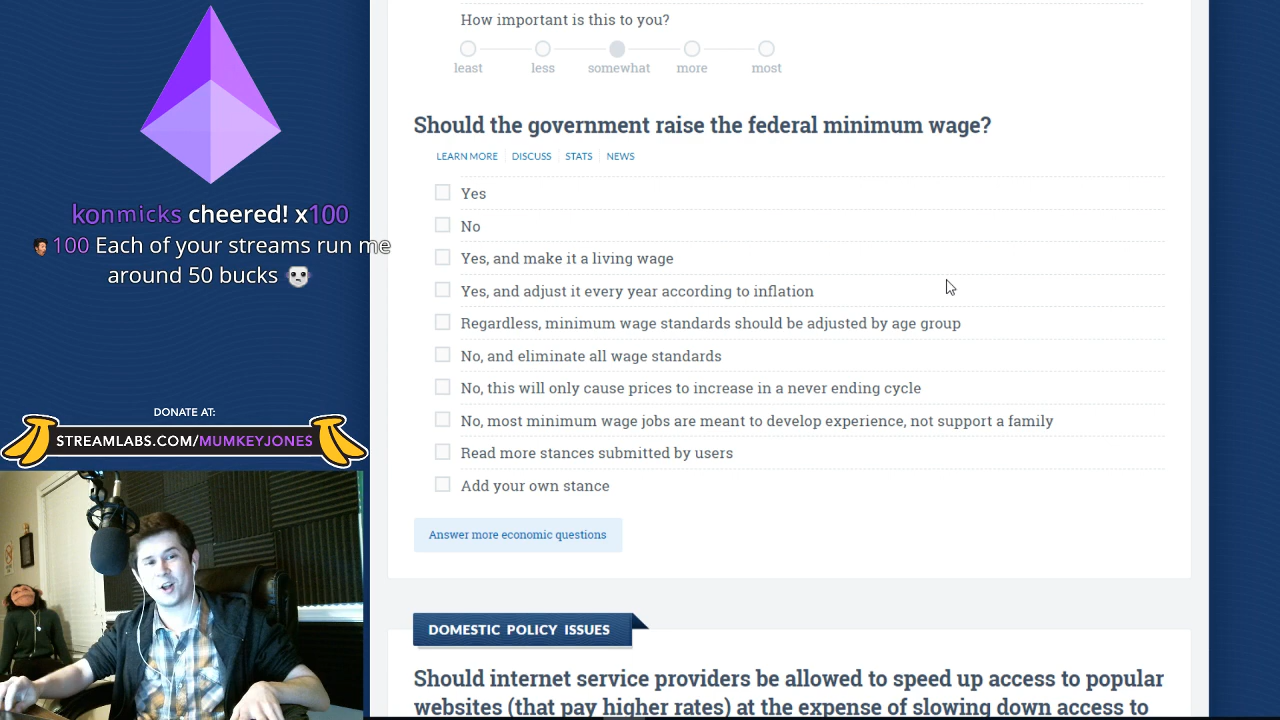 konmicks cheered! x100
100 Each of your streams run me
around 50 bucks
DONATE AT:
STREAMLABS.COM/MUMKEYJONES
How important is this to you?
least less somewhat more most
Should the government raise the federal minimum wage?
LEARN MORE DISCUSS STATS NEWS
Yes
No
Yes, and make it a living wage
Yes, and adjust it every year according to inflation
Regardless, minimum wage standards should be adjusted by age group
No, and eliminate all wage standards
No, this will only cause prices to increase in a never ending cycle
No, most minimum wage jobs are meant to develop experience, not support a family
Read more stances submitted by users
Add your own stance
Answer more economic questions
DOMESTIC POLICY ISSUES
Should internet service providers be allowed to speed up access to popular
websites (that pay higher rates) at the expense of slowing down access to